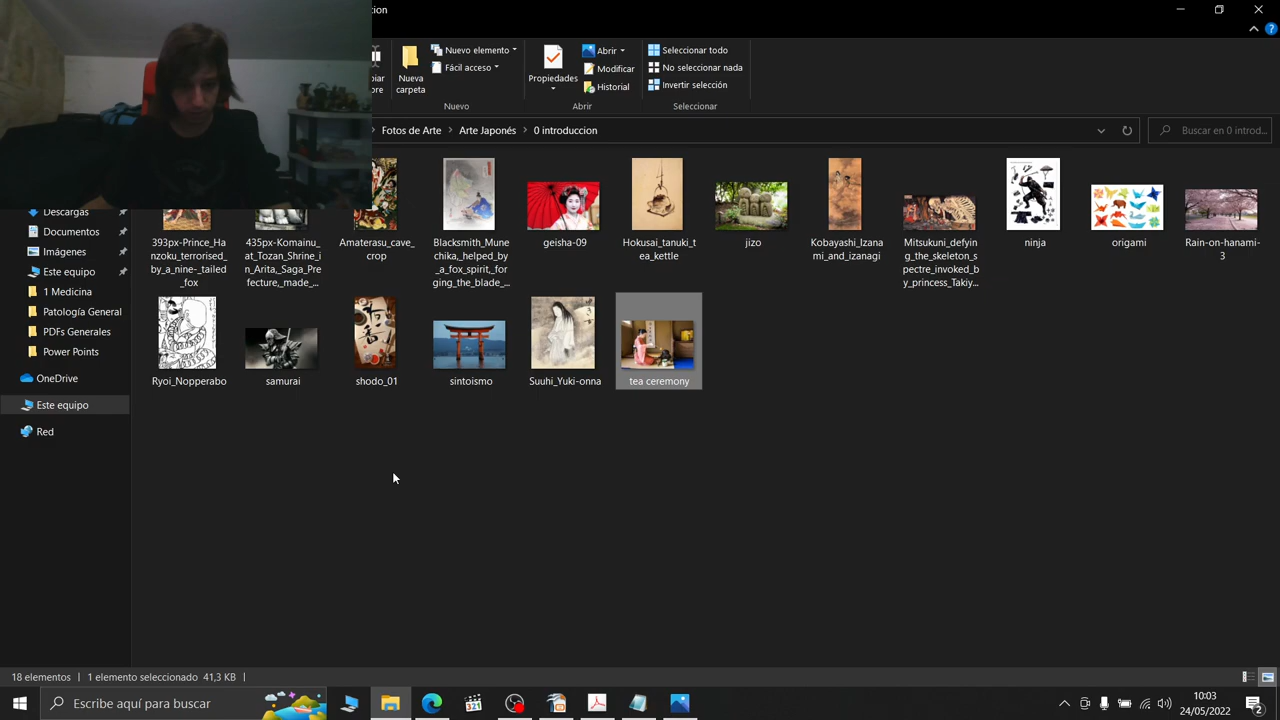 cion
piar
ore
Nueva
carpeta
Nuevo elemento
Fácil acceso
Nuevo
Propiedades
Abrir
Modificar
Historial
Abrir
Seleccionar todo
No seleccionar nada
Invertir selección
Seleccionar
Fotos de Arte > Arte Japonés > 0 introduccion
Buscar en 0 introd...
Descargas
Documentos
Imágenes
Este equipo
1 Medicina
Patología General
PDFs Generales
Power Points
OneDrive
Este equipo
Red
393px-Prince_Ha
nzoku_terrorised_
by_a_nine-_tailed
_fox
435px-Komainu_
at_Tozan_Shrine_i
n_Arita,_Saga_Pre
fecture,_made_...
Amaterasu_cave_
crop
Blacksmith_Mune
chika,_helped_by
_a_fox_spirit,_for
ging_the_blade_...
geisha-09
Hokusai_tanuki_t
ea_kettle
jizo
Kobayashi_Izana
mi_and_izanagi
Mitsukuni_defyin
g_the_skeleton_s
pectre_invoked_b
y_princess_Takiy...
ninja
origami
Rain-on-hanami-
3
Ryoi_Nopperabo
samurai
shodo_01
sintoismo
Suuhi_Yuki-onna
tea ceremony
18 elementos
1 elemento seleccionado 41,3 KB
Escribe aquí para buscar
321
10:03
24/05/2022
2